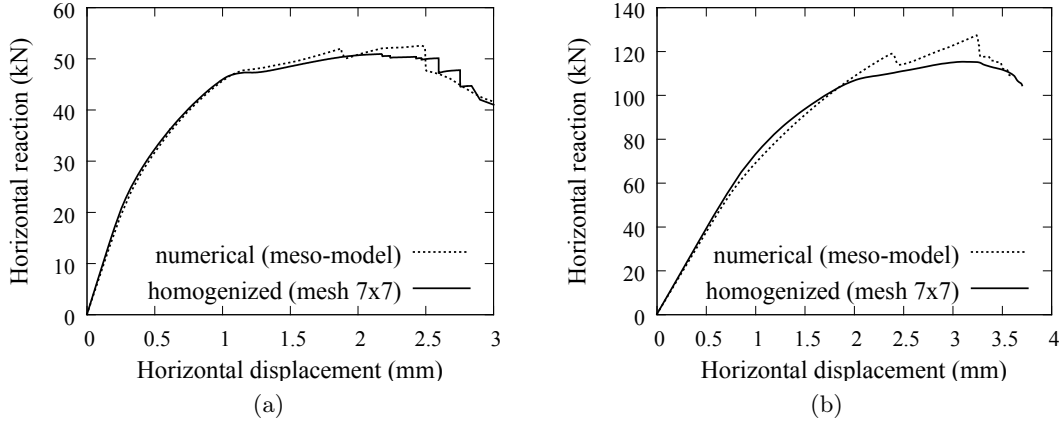 60
50
40
30
20
10
0
0 0.5 1 1.5 2 2.5 3
Horizontal reaction (kN)
Horizontal displacement (mm)
numerical (meso-model)
homogenized (mesh 7x7)
(a)
140
120
100
80
60
40
20
0
0 0.5 1 1.5 2 2.5 3 3.5 4
Horizontal reaction (kN)
Horizontal displacement (mm)
numerical (meso-model)
homogenized (mesh 7x7)
(b)